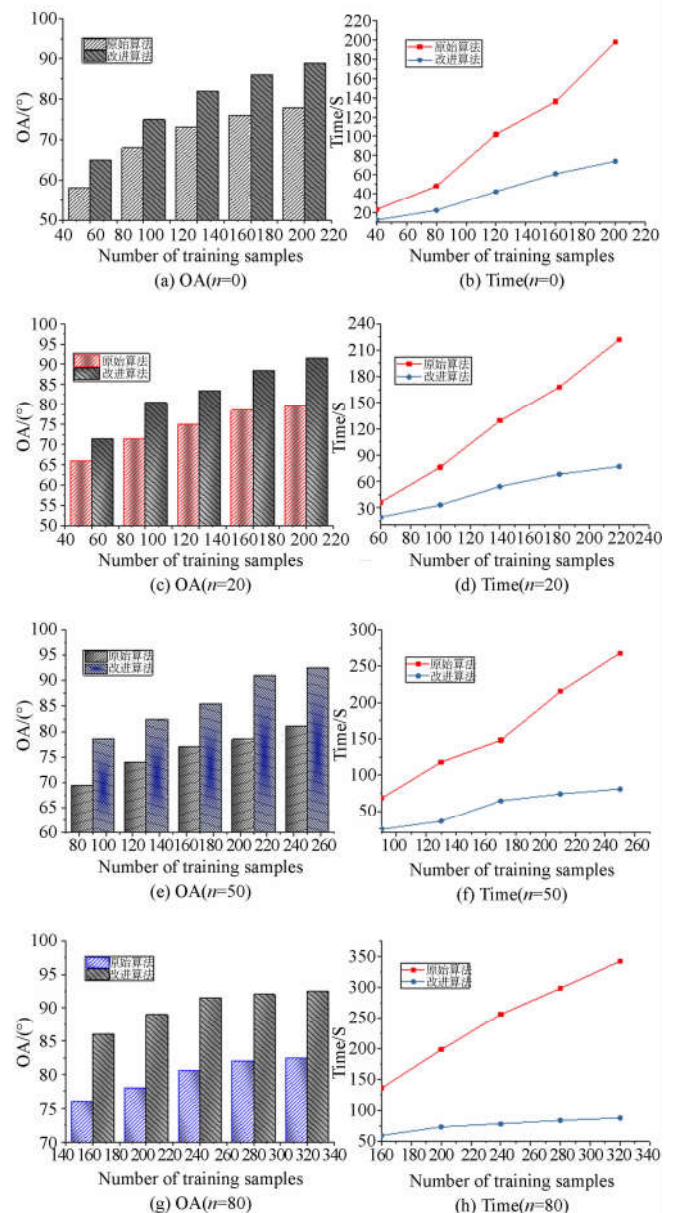 90
85
80
70
60
50
OA/(°)
原始算法
改进算法
40 60 80 100 120 140 160 180 200 220
Number of training samples
(a) OA(n=0)
200
180
160
140
120
100
80
60
40
20
Time/S
原始算法
改进算法
40 60 80 100 120 140 160 180 200 220
Number of training samples
(b) Time(n=0)
100
95
90
85
80
75
70
65
60
55
50
OA/(°)
原始算法
改进算法
40 60 80 100 120 140 160 180 200 220
Number of training samples
(c) OA(n=20)
240
210
180
150
120
90
60
30
Time/S
原始算法
改进算法
60 80 100 120 140 160 180 200 220 240
Number of training samples
(d) Time(n=20)
100
95
90
85
80
75
70
65
60
OA/(°)
原始算法
改进算法
80 100 120 140 160 180 200 220 240 260
Number of training samples
(e) OA(n=50)
300
250
200
150
100
50
Time/S
原始算法
改进算法
100 120 140 160 180 200 220 240 260
Number of training samples
(f) Time(n=50)
100
95
90
85
80
75
70
OA/(°)
原始算法
改进算法
140 160 180 200 220 240 260 280 300 320 340
Number of training samples
(g) OA(n=80)
350
300
250
200
150
100
50
Time/S
原始算法
改进算法
160 180 200 220 240 260 280 300 320 340
Number of training samples
(h) Time(n=80)